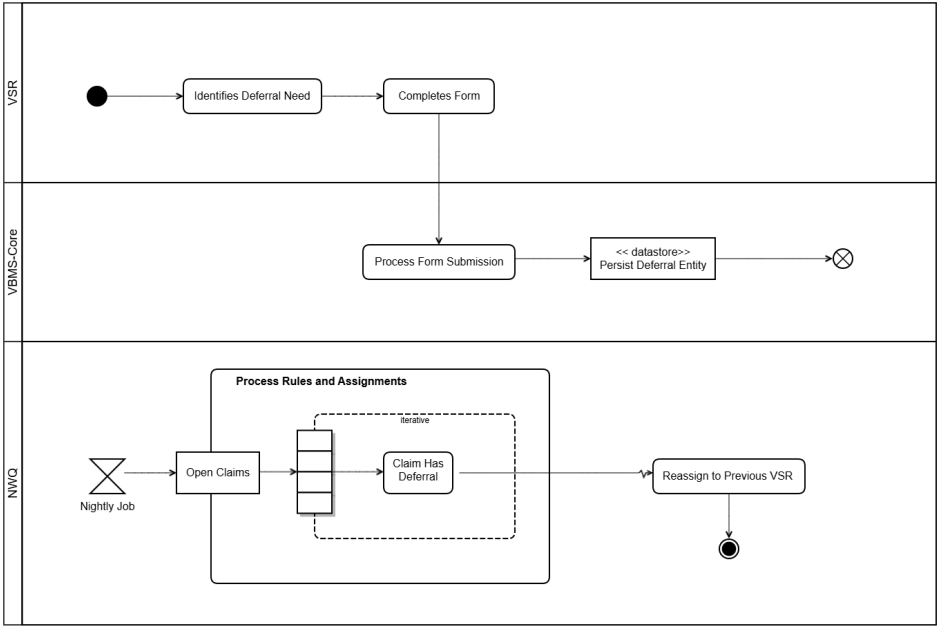 VSR
Identifies Deferral Need
Completes Form
VBMS-Core
Process Form Submission
<< datastore>>
Persist Deferral Entity
NWQ
Process Rules and Assignments
iterative
Nightly Job
Open Claims
Claim Has
Deferral
Reassign to Previous VSR